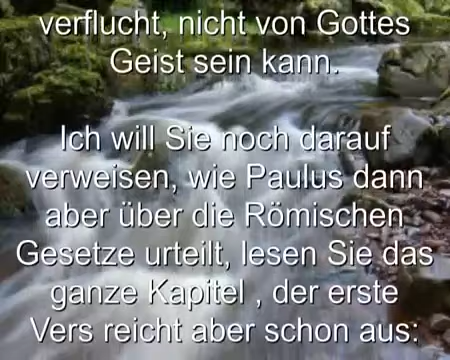 verflucht, nicht von Gottes
Geist sein kann.
Ich will Sie noch darauf
verweisen, wie Paulus dann
aber über die Römischen
Gesetze urteilt, lesen Sie das
ganze Kapitel , der erste
Vers reicht aber schon aus: